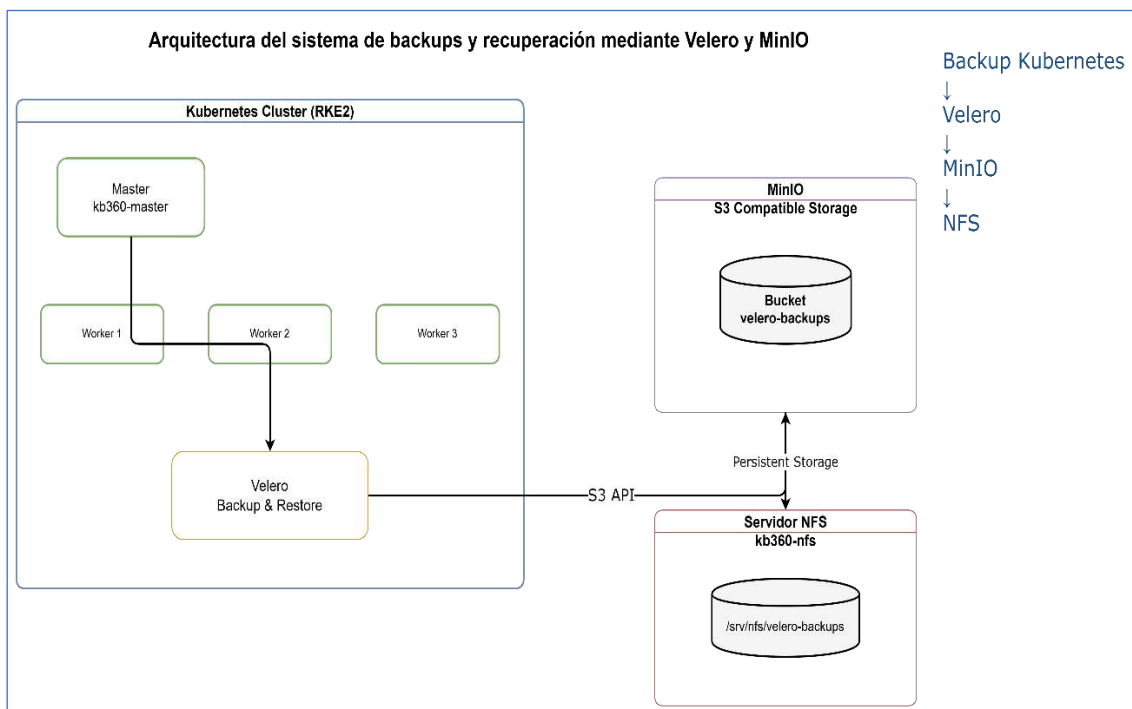 Arquitectura del sistema de backups y recuperación mediante Velero y MinIO
Backup Kubernetes
↓
Velero
↓
MinIO
↓
NFS
Kubernetes Cluster (RKE2)
Master
kb360-master
Worker 1
Worker 2
Worker 3
Velero
Backup & Restore
S3 API
MinIO
S3 Compatible Storage
Bucket
velero-backups
Persistent Storage
Servidor NFS
kb360-nfs
/srv/nfs/velero-backups